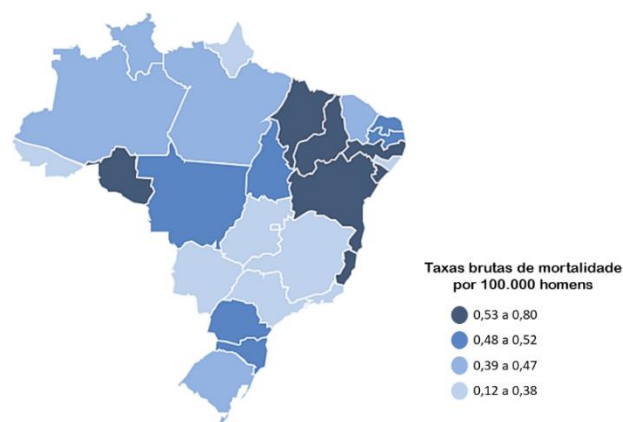 Taxas brutas de mortalidade
por 100.000 homens
0,53 a 0,80
0,48 a 0,52
0,39 a 0,47
0,12 a 0,38